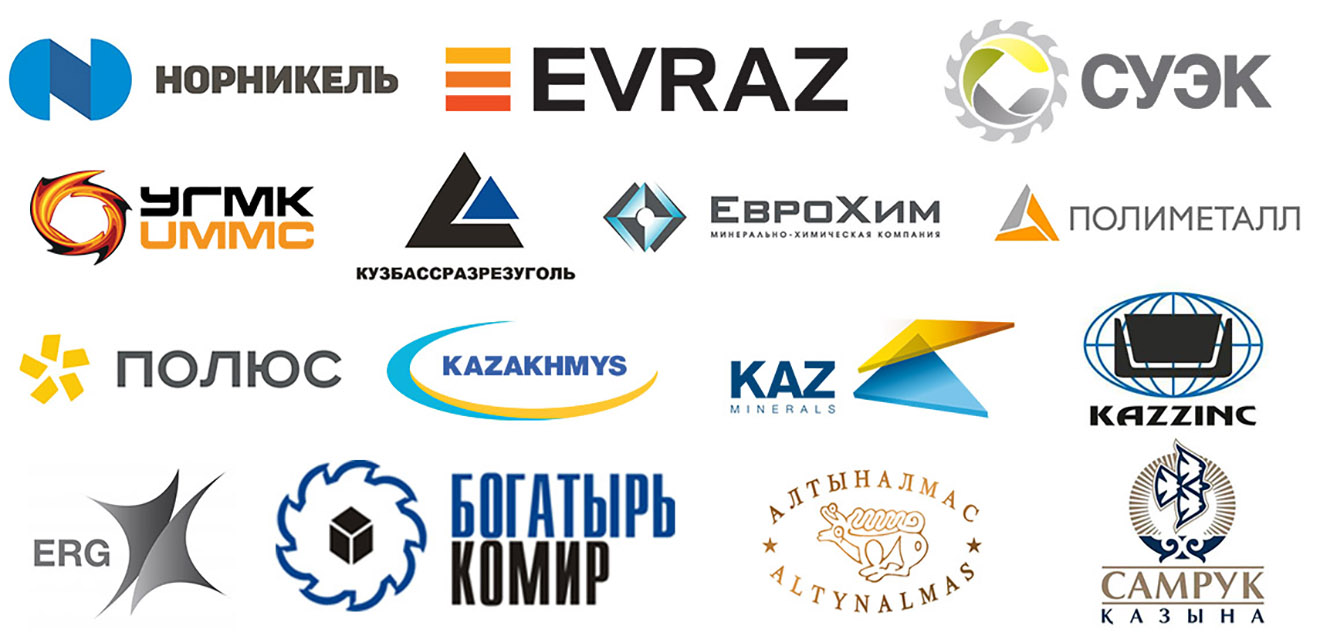 НОРНИКЕЛЬ
EVRAZ
СУЭК
УГМК
UMMC
КУЗБАССРАЗРЕЗУГОЛЬ
ЕвроХим
МИНЕРАЛЬНО-ХИМИЧЕСКАЯ КОМПАНИЯ
ПОЛИМЕТАЛЛ
ПОЛЮС
KAZAKHMYS
KAZ
MINERALS
KAZZINC
ERG
БОГАТЫРЬ
КОМИР
АЛТЫНАЛМАС
ALTYNALMAS
САМРУК
ҚАЗЫНА